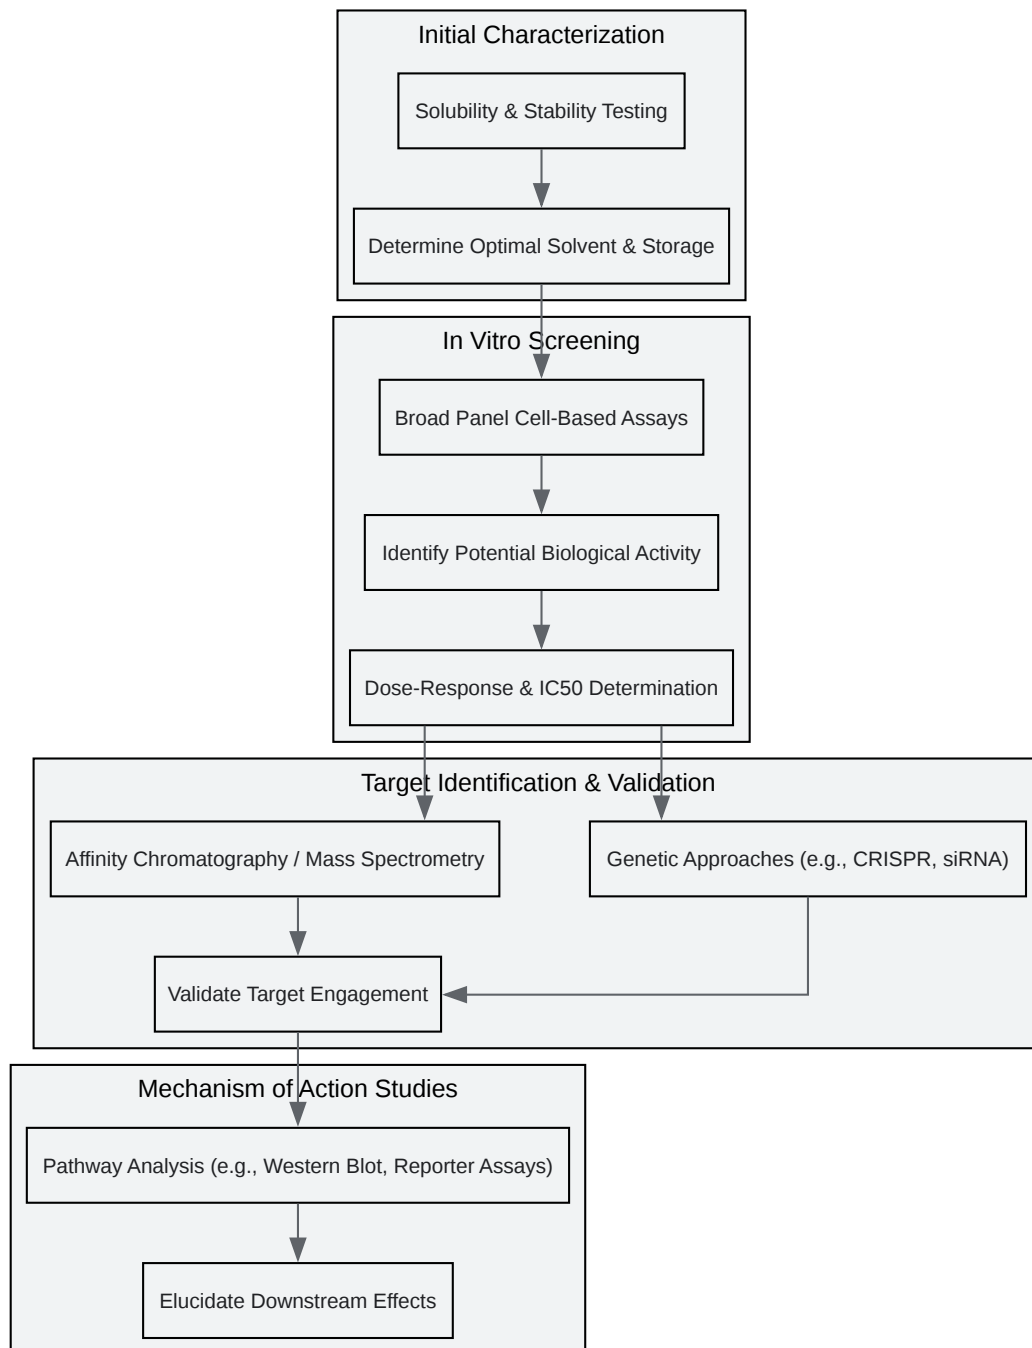 Initial Characterization
Solubility & Stability Testing
Determine Optimal Solvent & Storage
In Vitro Screening
Broad Panel Cell-Based Assays
Identify Potential Biological Activity
Dose-Response & IC50 Determination
Target Identification & Validation
Affinity Chromatography / Mass Spectrometry
Genetic Approaches (e.g., CRISPR, siRNA)
Validate Target Engagement
Mechanism of Action Studies
Pathway Analysis (e.g., Western Blot, Reporter Assays)
Elucidate Downstream Effects